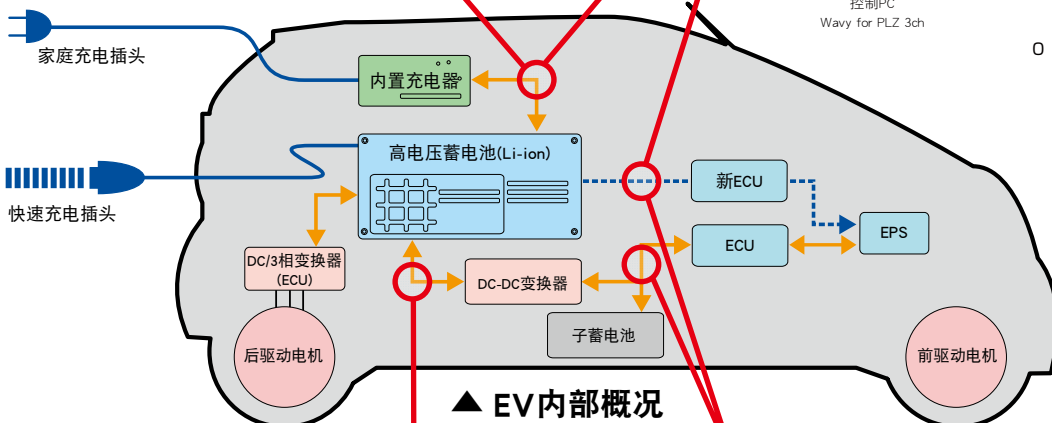 控制PC
Wavy for PLZ 3ch
O
家庭充电插头
内置充电器
高电压蓄电池(Li-ion)
快速充电插头
新ECU
EPS
ECU
DC/3相变换器
(ECU)
DC-DC变换器
子蓄电池
后驱动电机
前驱动电机
▲ EV内部概况